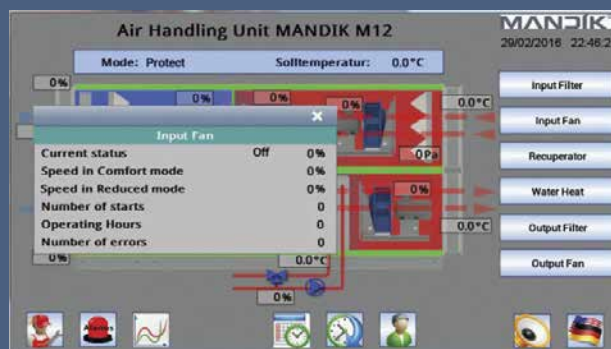 Air Handling Unit MANDIK M12
MANDÍK
29/02/2016 22:46:2
Mode: Protect Solltemperatur: 0.0°C
0%
0% 0% 0% 0.0°C
0Pa
Input Fan
Current status Off 0%
Speed in Comfort mode 0%
Speed in Reduced mode 0%
Number of starts 0
Operating Hours 0
Number of errors 0
0%
0.0°C
0% 0.0°C
0%
Input Filter
Input Fan
Recuperator
Water Heat
Output Filter
Output Fan
Alarms